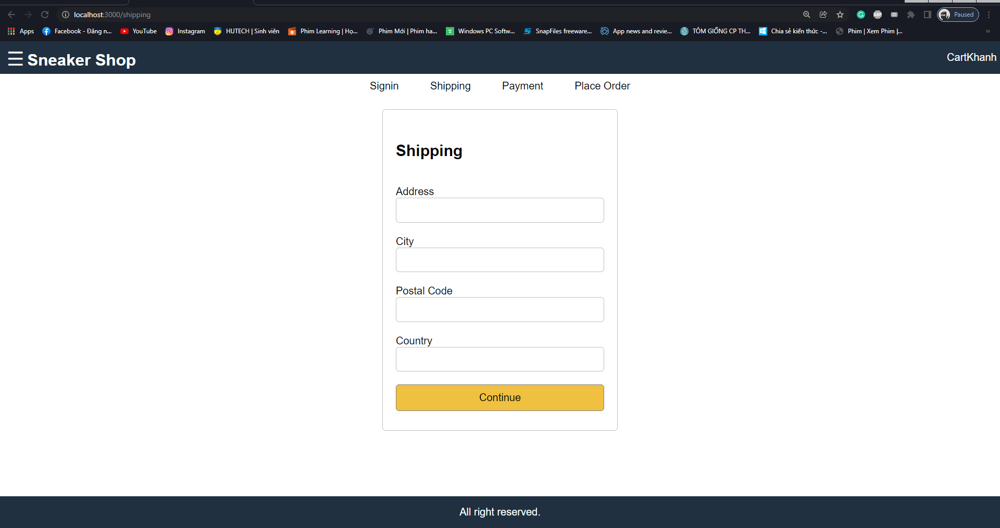 localhost:3000/shipping
Paused
Apps Facebook - Đăng n... YouTube Instagram HUTECH | Sinh viên Phim Learning | Họ... Phim Mới | Phim ha... Windows PC Softw... SnapFiles freeware... App news and revie... TÔM GIỐNG CP TH... Chia sẻ kiến thức -... Phim | Xem Phim |...
☰ Sneaker Shop
CartKhanh
Signin Shipping Payment Place Order
Shipping
Address
City
Postal Code
Country
Continue
All right reserved.